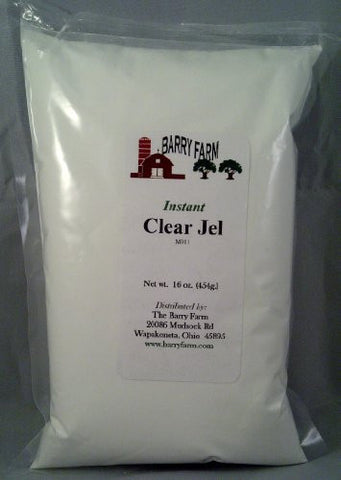 BARRY FARM
Instant
Clear Jel
Net wt. 16 oz. (454g.)
Distributed by:
The Barry Farm
20086 Mudsock Rd
Wapakoneta, Ohio 45895
www.barryfarm.com